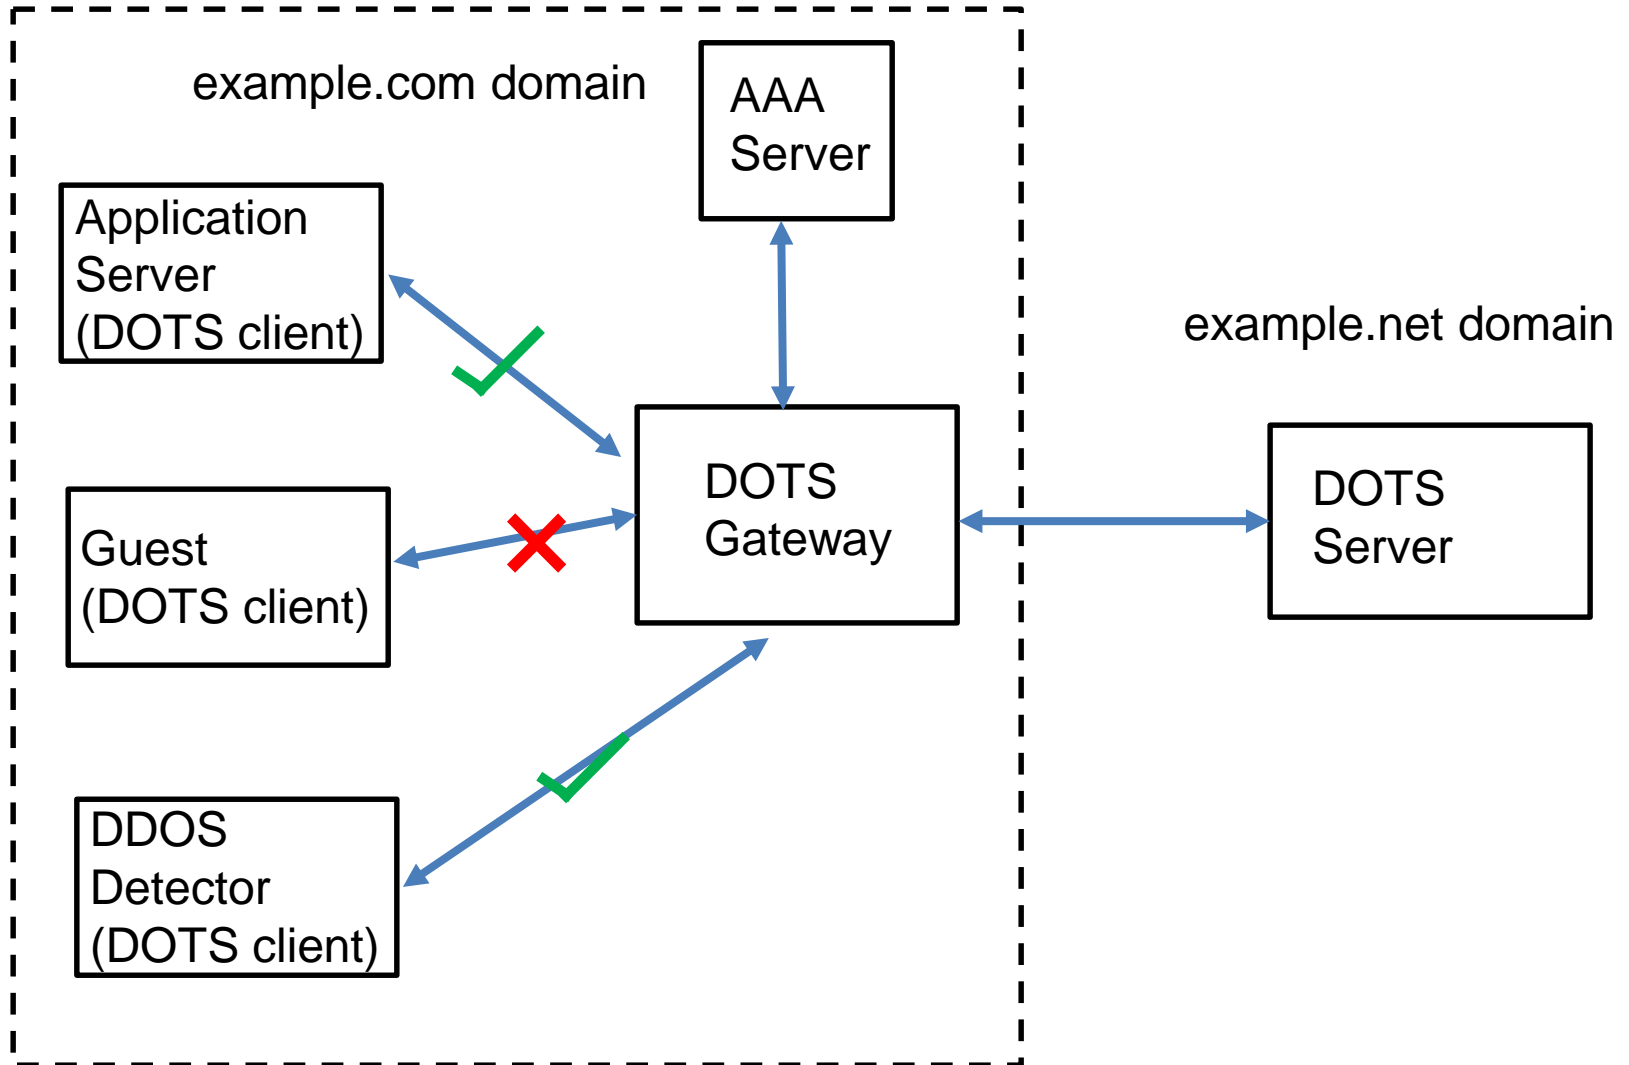 example.com domain
AAA
Server
Application
Server
(DOTS client)
example.net domain
DOTS
Gateway
DOTS
Server
Guest
(DOTS client)
DDOS
Detector
(DOTS client)